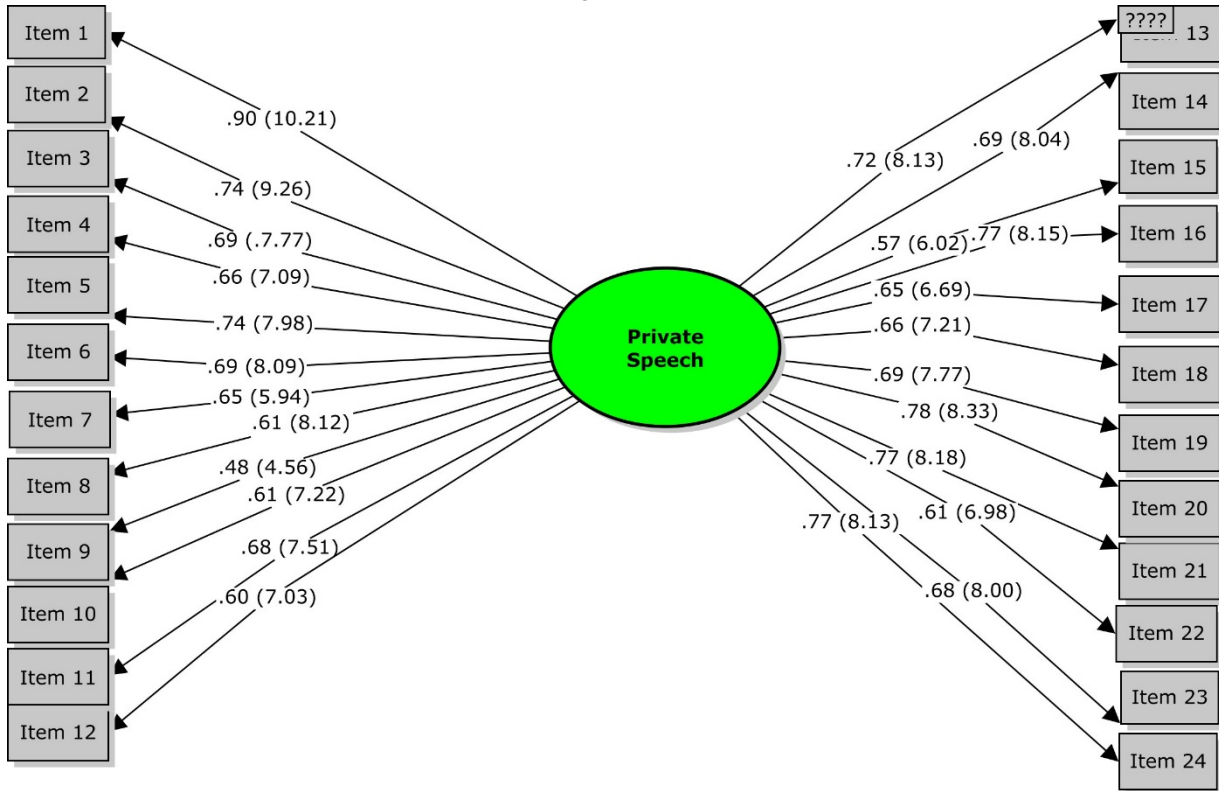 Item 1
Item 2
Item 3
Item 4
Item 5
Item 6
Item 7
Item 8
Item 9
Item 10
Item 11
Item 12
.90 (10.21)
.74 (9.26)
.69 (.7.77)
.66 (7.09)
.74 (7.98)
.69 (8.09)
.65 (5.94)
.61 (8.12)
.48 (4.56)
.61 (7.22)
.68 (7.51)
.60 (7.03)
Private
Speech
.72 (8.13)
.69 (8.04)
.57 (6.02)
.77 (8.15)
.65 (6.69)
.66 (7.21)
.69 (7.77)
.78 (8.33)
.77 (8.18)
.61 (6.98)
.77 (8.13)
.68 (8.00)
????
13
Item 14
Item 15
Item 16
Item 17
Item 18
Item 19
Item 20
Item 21
Item 22
Item 23
Item 24